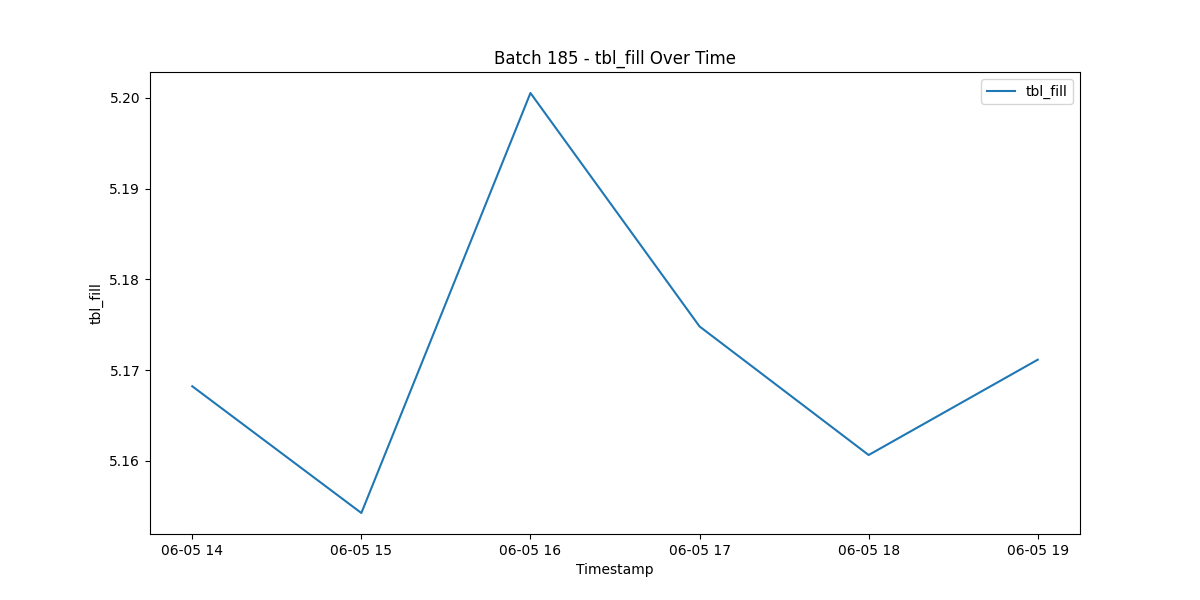 Batch 185 - tbl_fill Over Time
tbl_fill
5.20
5.19
5.18
5.17
5.16
tbl_fill
06-05 14
06-05 15
06-05 16
06-05 17
06-05 18
06-05 19
Timestamp